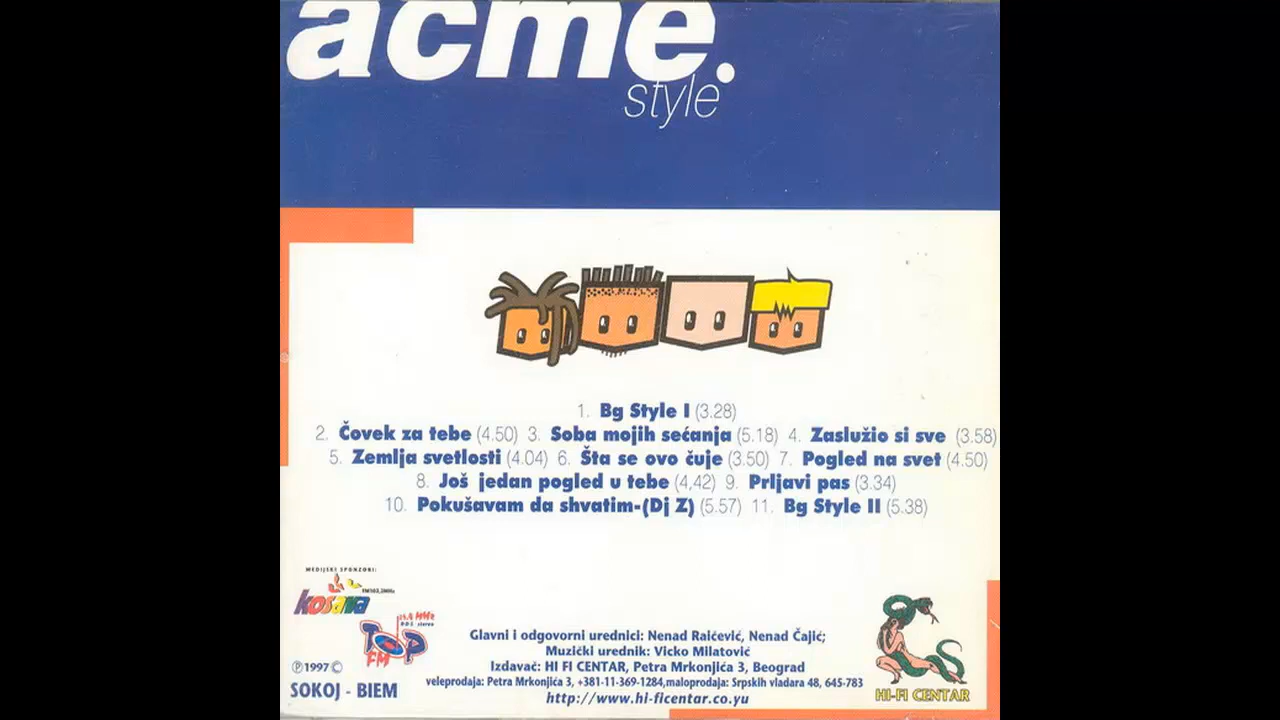 acme.
style
1. Bg Style I (3.28)
2. Čovek za tebe (4.50) 3. Soba mojih sećanja (5.18) 4. Zaslužio si sve (3.58)
5. Zemlja svetlosti (4.04) 6. Šta se ovo čuje (3.50) 7. Pogled na svet (4.50)
8. Još jedan pogled u tebe (4,42) 9. Prljavi pas (3.34)
10. Pokušavam da shvatim-(Dj Z) (5.57) 11. Bg Style II (5.38)
MEDIJSKI SPONZORI:
kosava
TOP
FM
Glavni i odgovorni urednici: Nenad Raičević, Nenad Čajić;
Muzički urednik: Vicko Milatović
Izdavač: HI FI CENTAR, Petra Mrkonjića 3, Beograd
veleprodaja: Petra Mrkonjića 3, +381-11-369-1284,maloprodaja: Srpskih vladara 48, 645-783
http://www.hi-ficentar.co.yu
℗1997©
SOKOJ - BIEM
HI-FI CENTAR